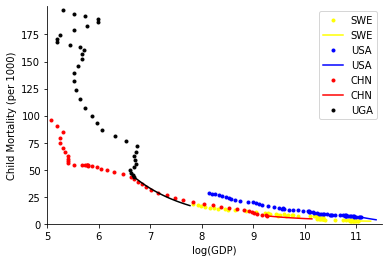 175
150
125
100
75
50
25
0
5
6
7
8
9
10
11
Child Mortality (per 1000)
log(GDP)
SWE
SWE
USA
USA
CHN
CHN
UGA